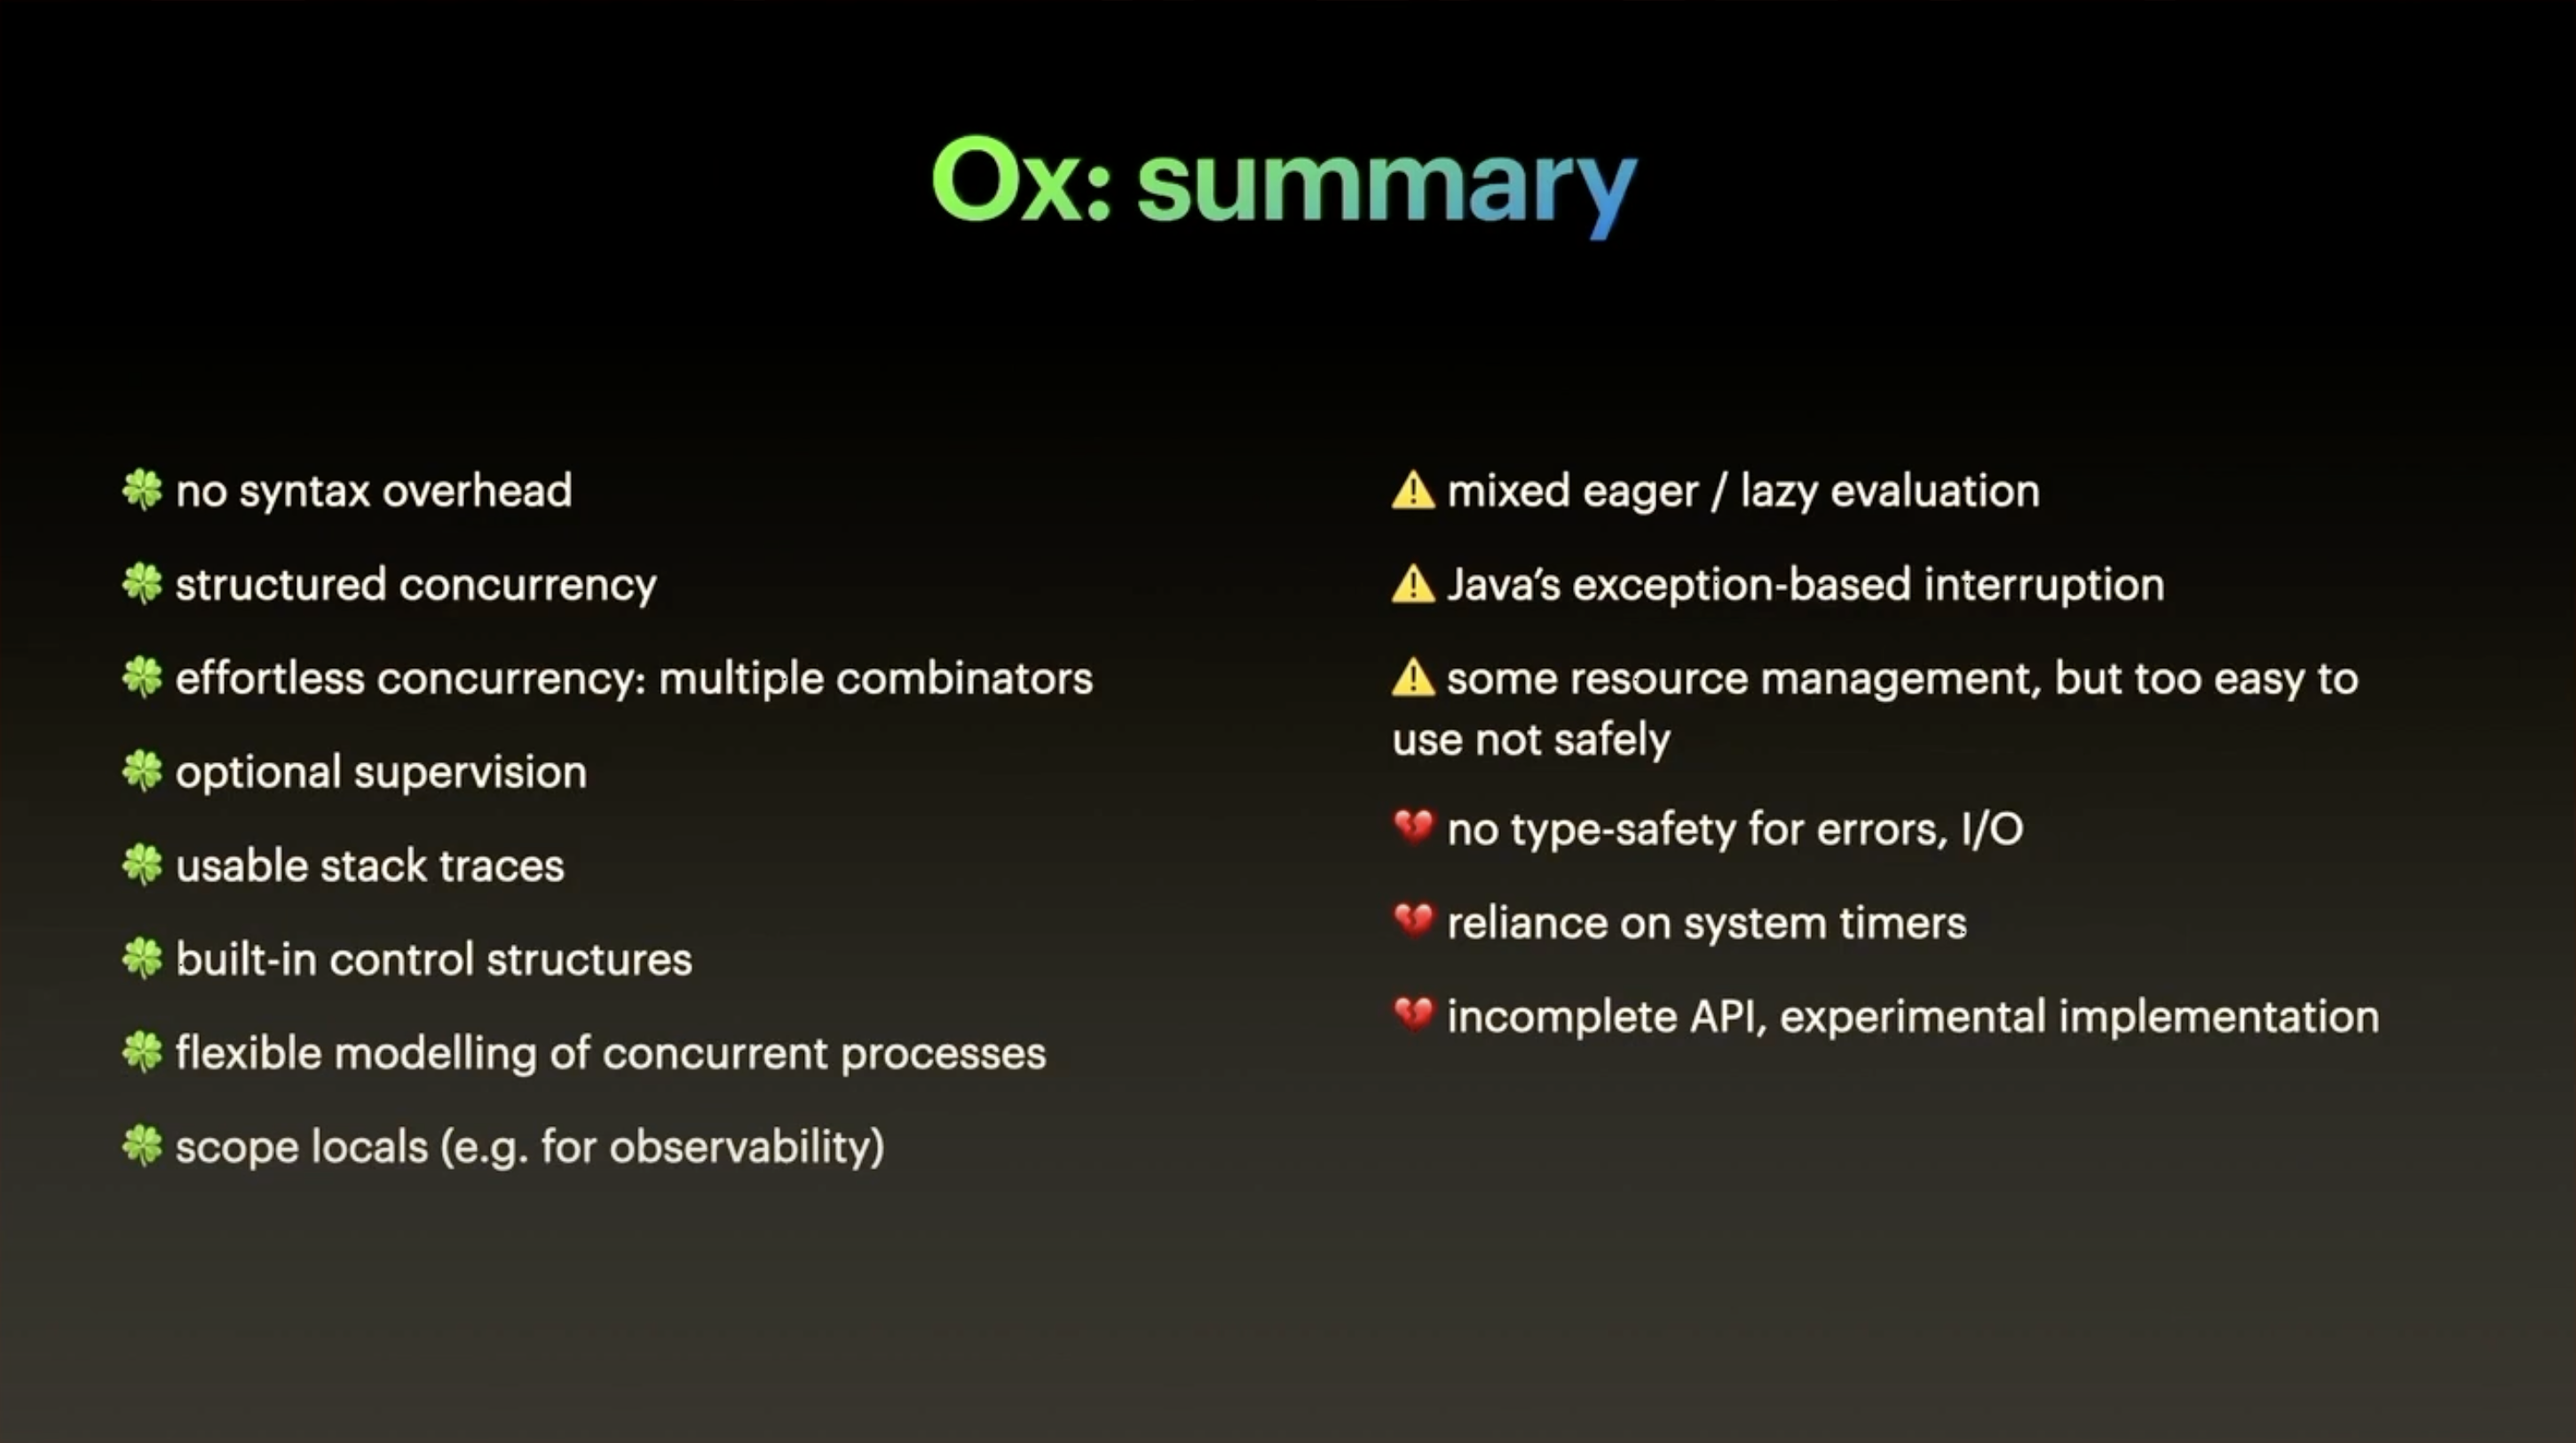 Ox: summary
🍀 no syntax overhead
🍀 structured concurrency
🍀 effortless concurrency: multiple combinators
🍀 optional supervision
🍀 usable stack traces
🍀 built-in control structures
🍀 flexible modelling of concurrent processes
🍀 scope locals (e.g. for observability)
⚠️ mixed eager / lazy evaluation
⚠️ Java’s exception-based interruption
⚠️ some resource management, but too easy to
use not safely
💔 no type-safety for errors, I/O
💔 reliance on system timers
💔 incomplete API, experimental implementation